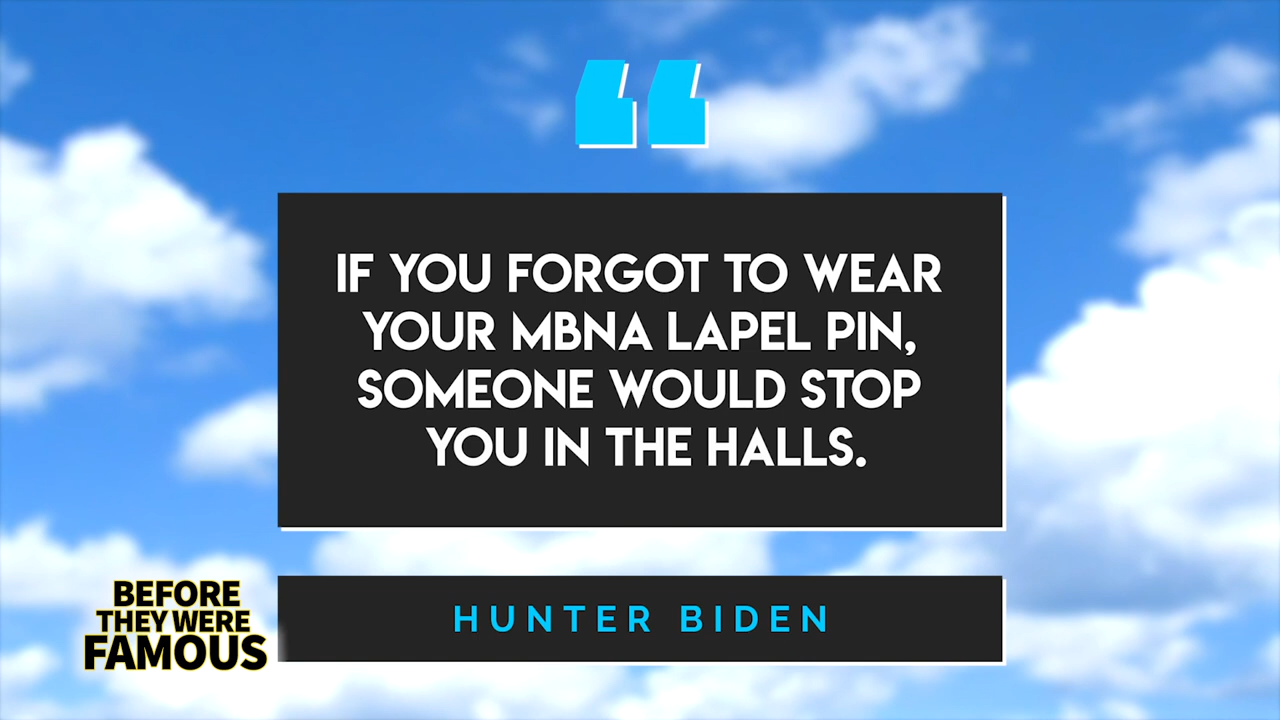 IF YOU FORGOT TO WEAR
YOUR MBNA LAPEL PIN,
SOMEONE WOULD STOP
YOU IN THE HALLS.
HUNTER BIDEN
BEFORE
THEY WERE
FAMOUS